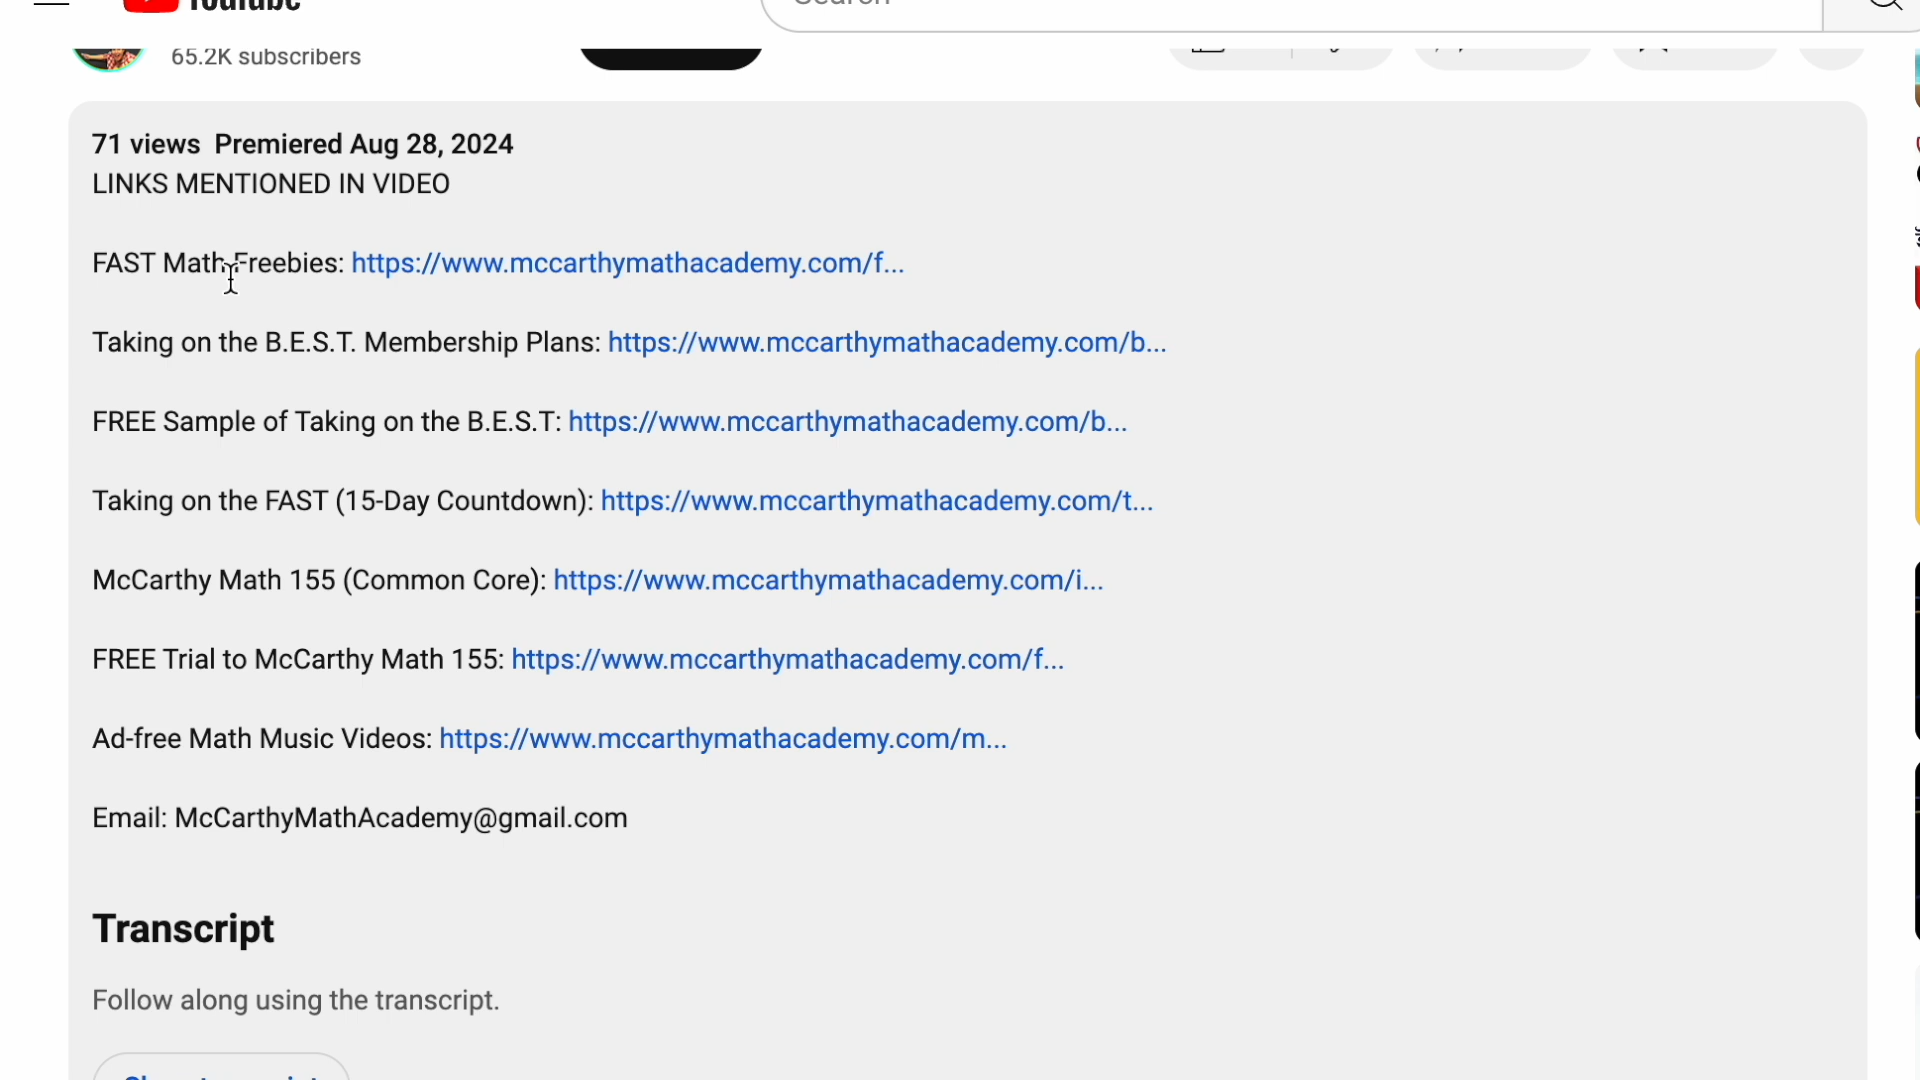 YouTube
Search
65.2K subscribers
71 views Premiered Aug 28, 2024
LINKS MENTIONED IN VIDEO
FAST Math Freebies: https://www.mccarthymathacademy.com/f...
Taking on the B.E.S.T. Membership Plans: https://www.mccarthymathacademy.com/b...
FREE Sample of Taking on the B.E.S.T: https://www.mccarthymathacademy.com/b...
Taking on the FAST (15-Day Countdown): https://www.mccarthymathacademy.com/t...
McCarthy Math 155 (Common Core): https://www.mccarthymathacademy.com/i...
FREE Trial to McCarthy Math 155: https://www.mccarthymathacademy.com/f...
Ad-free Math Music Videos: https://www.mccarthymathacademy.com/m...
Email: McCarthyMathAcademy@gmail.com
Transcript
Follow along using the transcript.
Show transcript